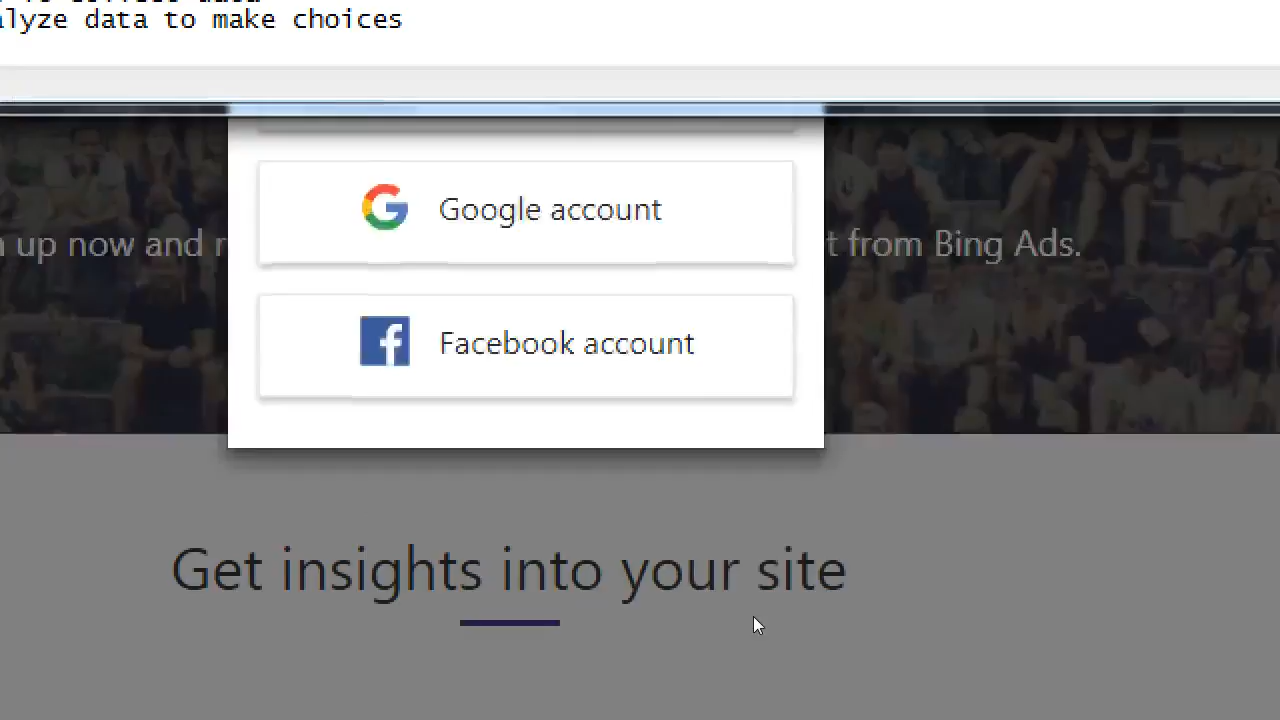 data to make choices
Google account
up now and
from Bing Ads.
Facebook account
Get insights into your site